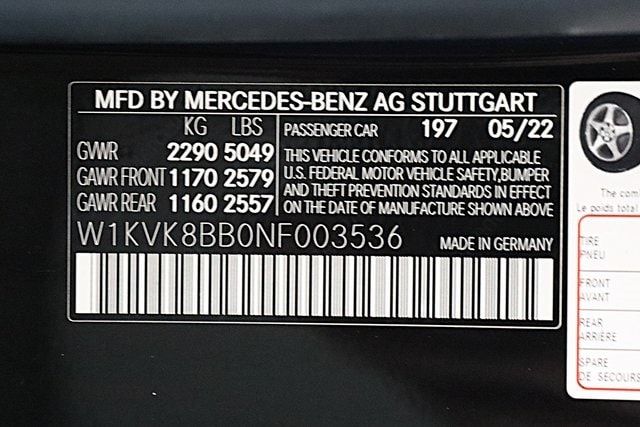 MFD BY MERCEDES-BENZ AG STUTTGART
KG LBS
PASSENGER CAR 197 05/22
GVWR 2290 5049
GAWR FRONT 1170 2579
GAWR REAR 1160 2557
THIS VEHICLE CONFORMS TO ALL APPLICABLE
U.S. FEDERAL MOTOR VEHICLE SAFETY,BUMPER
AND THEFT PREVENTION STANDARDS IN EFFECT
ON THE DATE OF MANUFACTURE SHOWN ABOVE
W1KVK8BB0NF003536
MADE IN GERMANY
The com
Le poids total
TIRE
PNEU
FRONT
AVANT
REAR
ARRIÈRE
SPARE
DE SECOURS